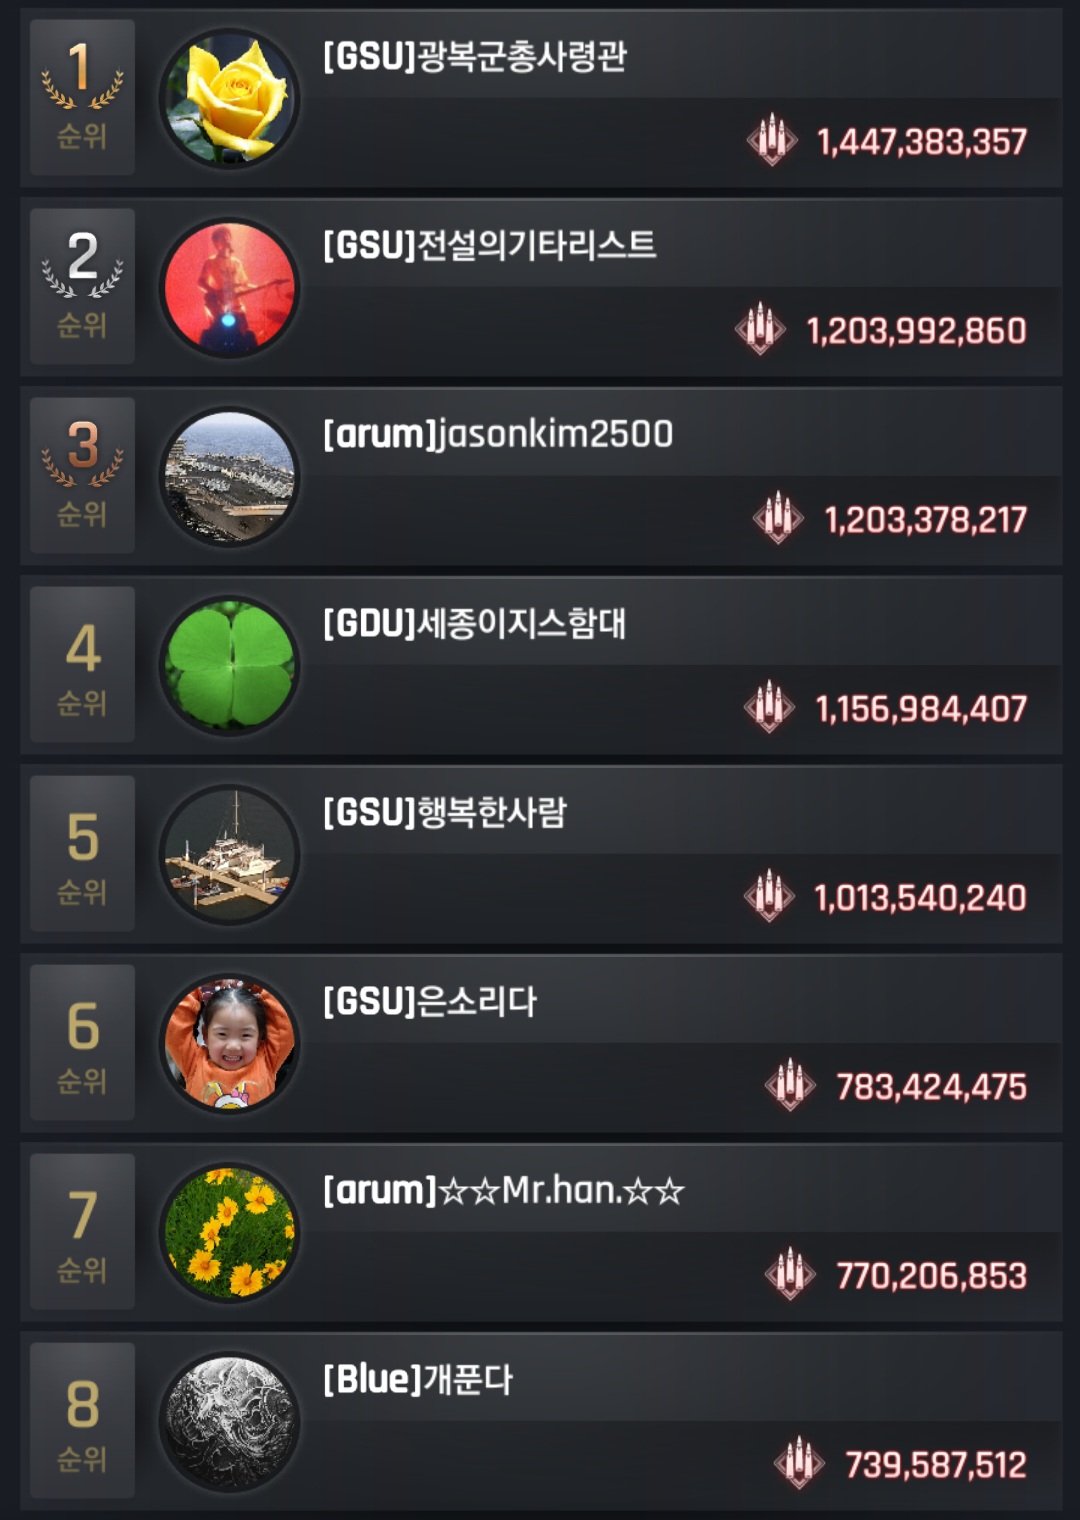 1
순위
[GSU]광복군총사령관
1,447,383,357
2
순위
[GSU]전설의기타리스트
1,203,992,860
3
순위
[arum]jasonkim2500
1,203,378,217
4
순위
[GDU]세종이지스함대
1,156,984,407
5
순위
[GSU]행복한사람
1,013,540,240
6
순위
[GSU]은소리다
783,424,475
7
순위
[arum]☆☆Mr.han.☆☆
770,206,853
8
순위
[Blue]개푼다
739,587,512